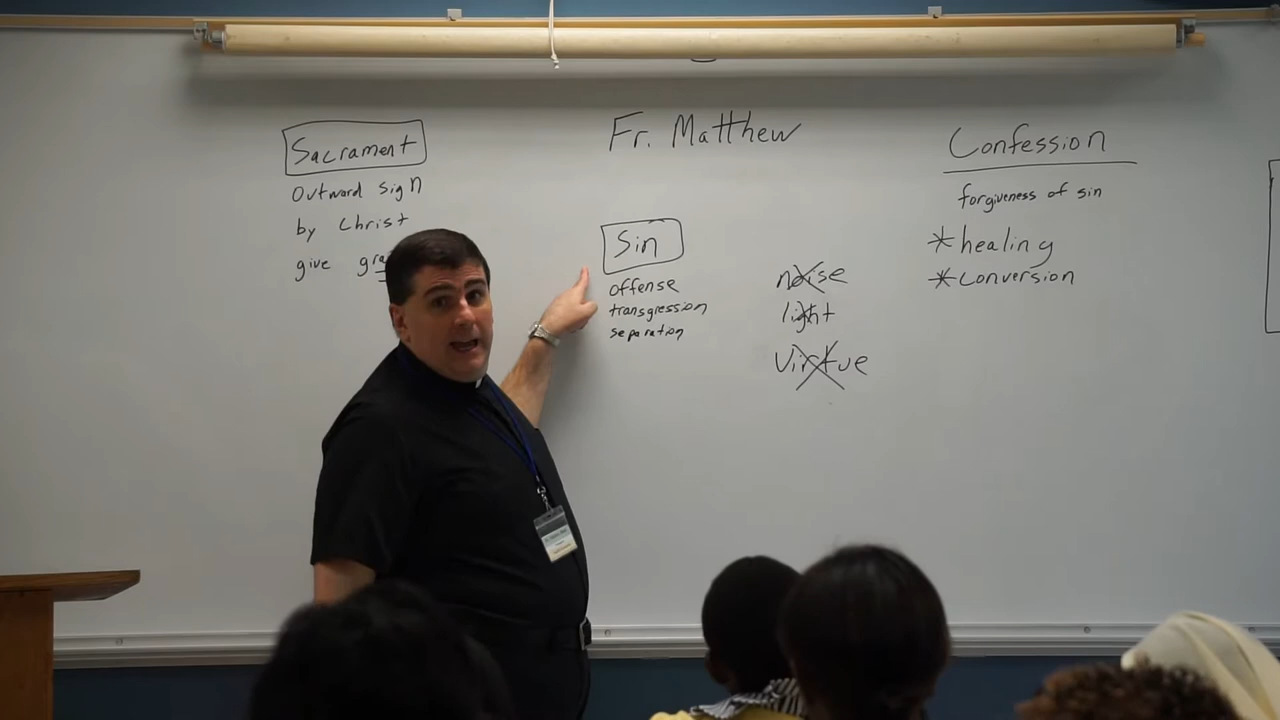 Fr. Matthew
Sacrament
Outward sign
by Christ
give
Sin
offense
transgression
separation
noise
light
virtue
Confession
forgiveness of sin
*healing
*conversion